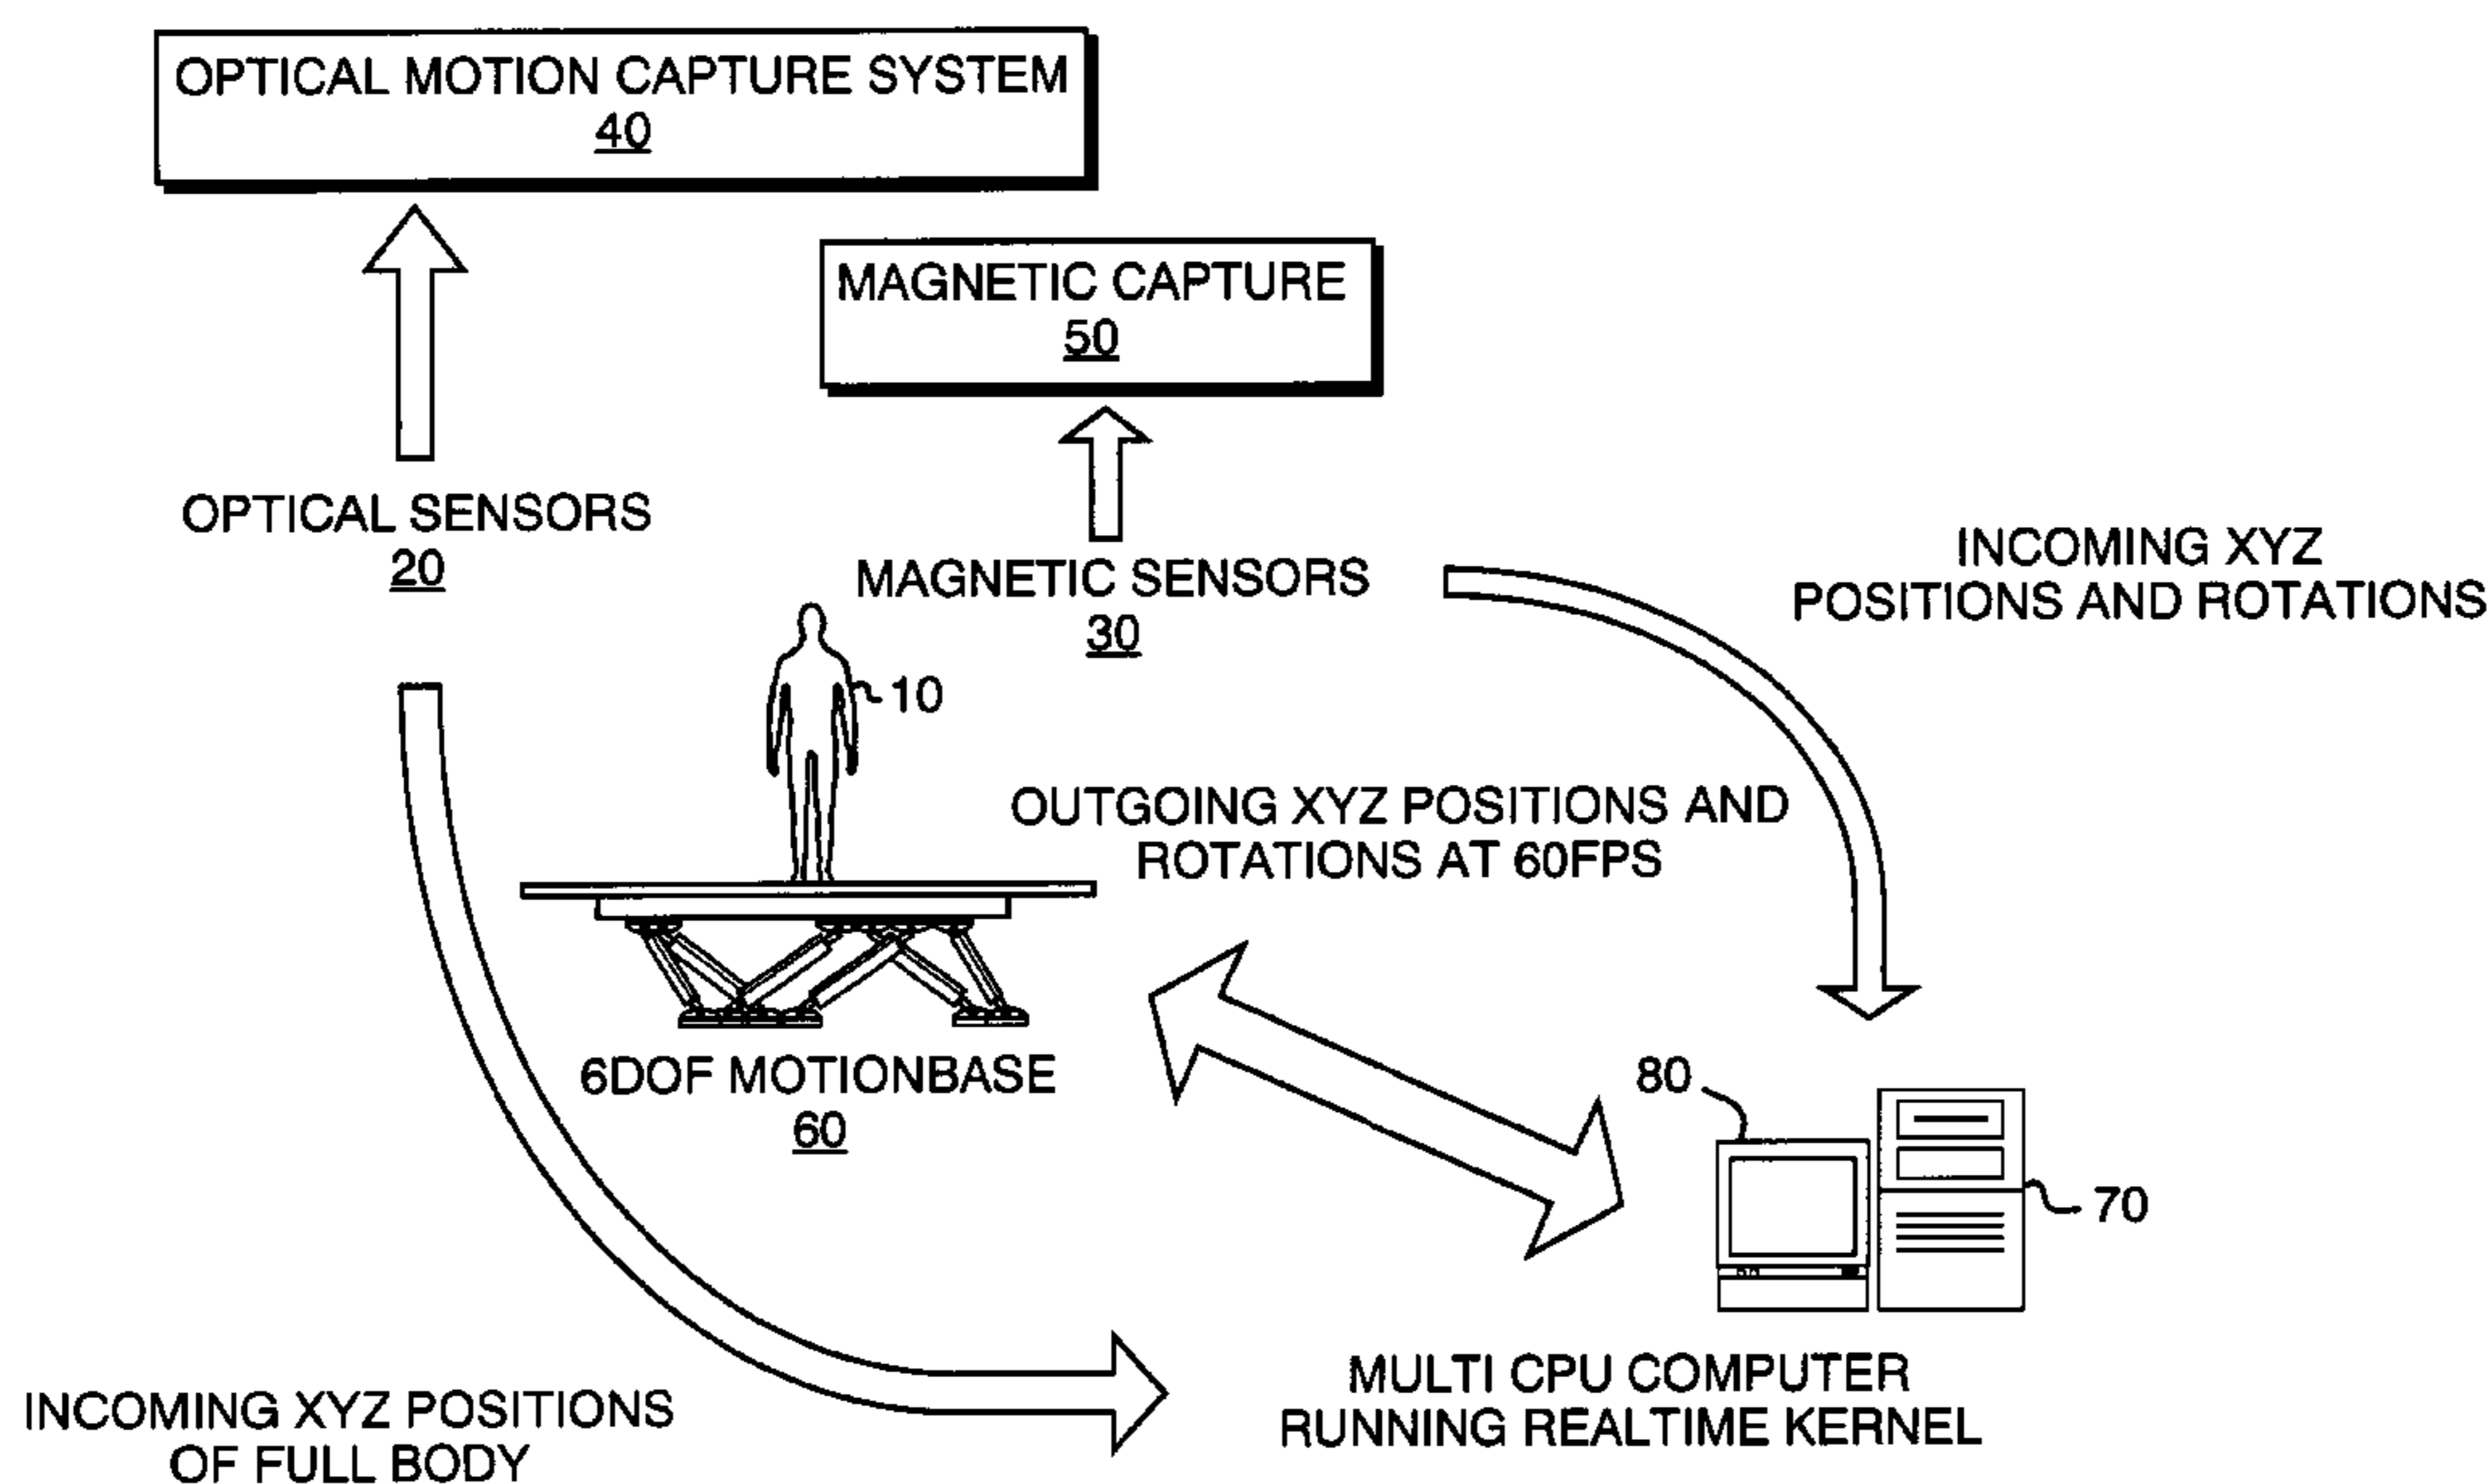 OPTICAL MOTION CAPTURE SYSTEM
40
MAGNETIC CAPTURE
50
OPTICAL SENSORS
20
MAGNETIC SENSORS
30
INCOMING XYZ
POSITIONS AND ROTATIONS
10
OUTGOING XYZ POSITIONS AND
ROTATIONS AT 60FPS
6DOF MOTIONBASE
60
80
70
MULTI CPU COMPUTER
RUNNING REALTIME KERNEL
INCOMING XYZ POSITIONS
OF FULL BODY